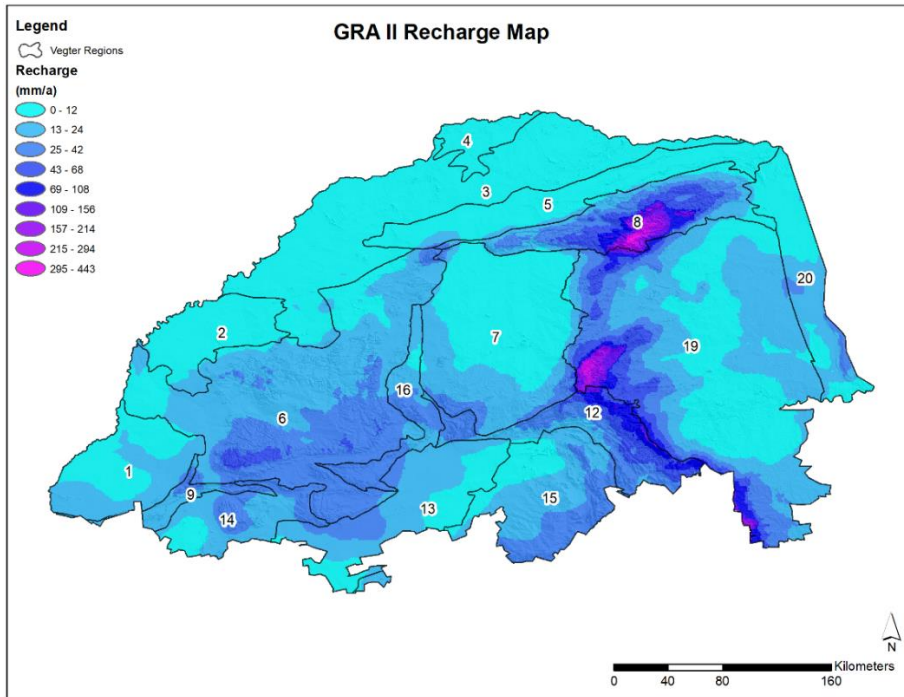 GRA II Recharge Map
Legend
Vegter Regions
Recharge
(mm/a)
0 - 12
13 - 24
25 - 42
43 - 68
69 - 108
109 - 156
157 - 214
215 - 294
295 - 443
4
3
5
8
20
2
7
19
16
12
6
1
9
14
13
15
N
Kilometers
0 40 80 160